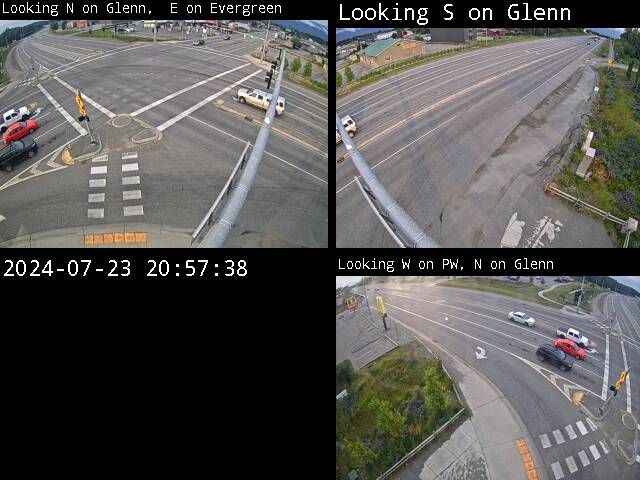 Looking N on Glenn,  E on Evergreen
Looking S on Glenn
2024-07-23 20:57:38
Looking W on PW, N on Glenn